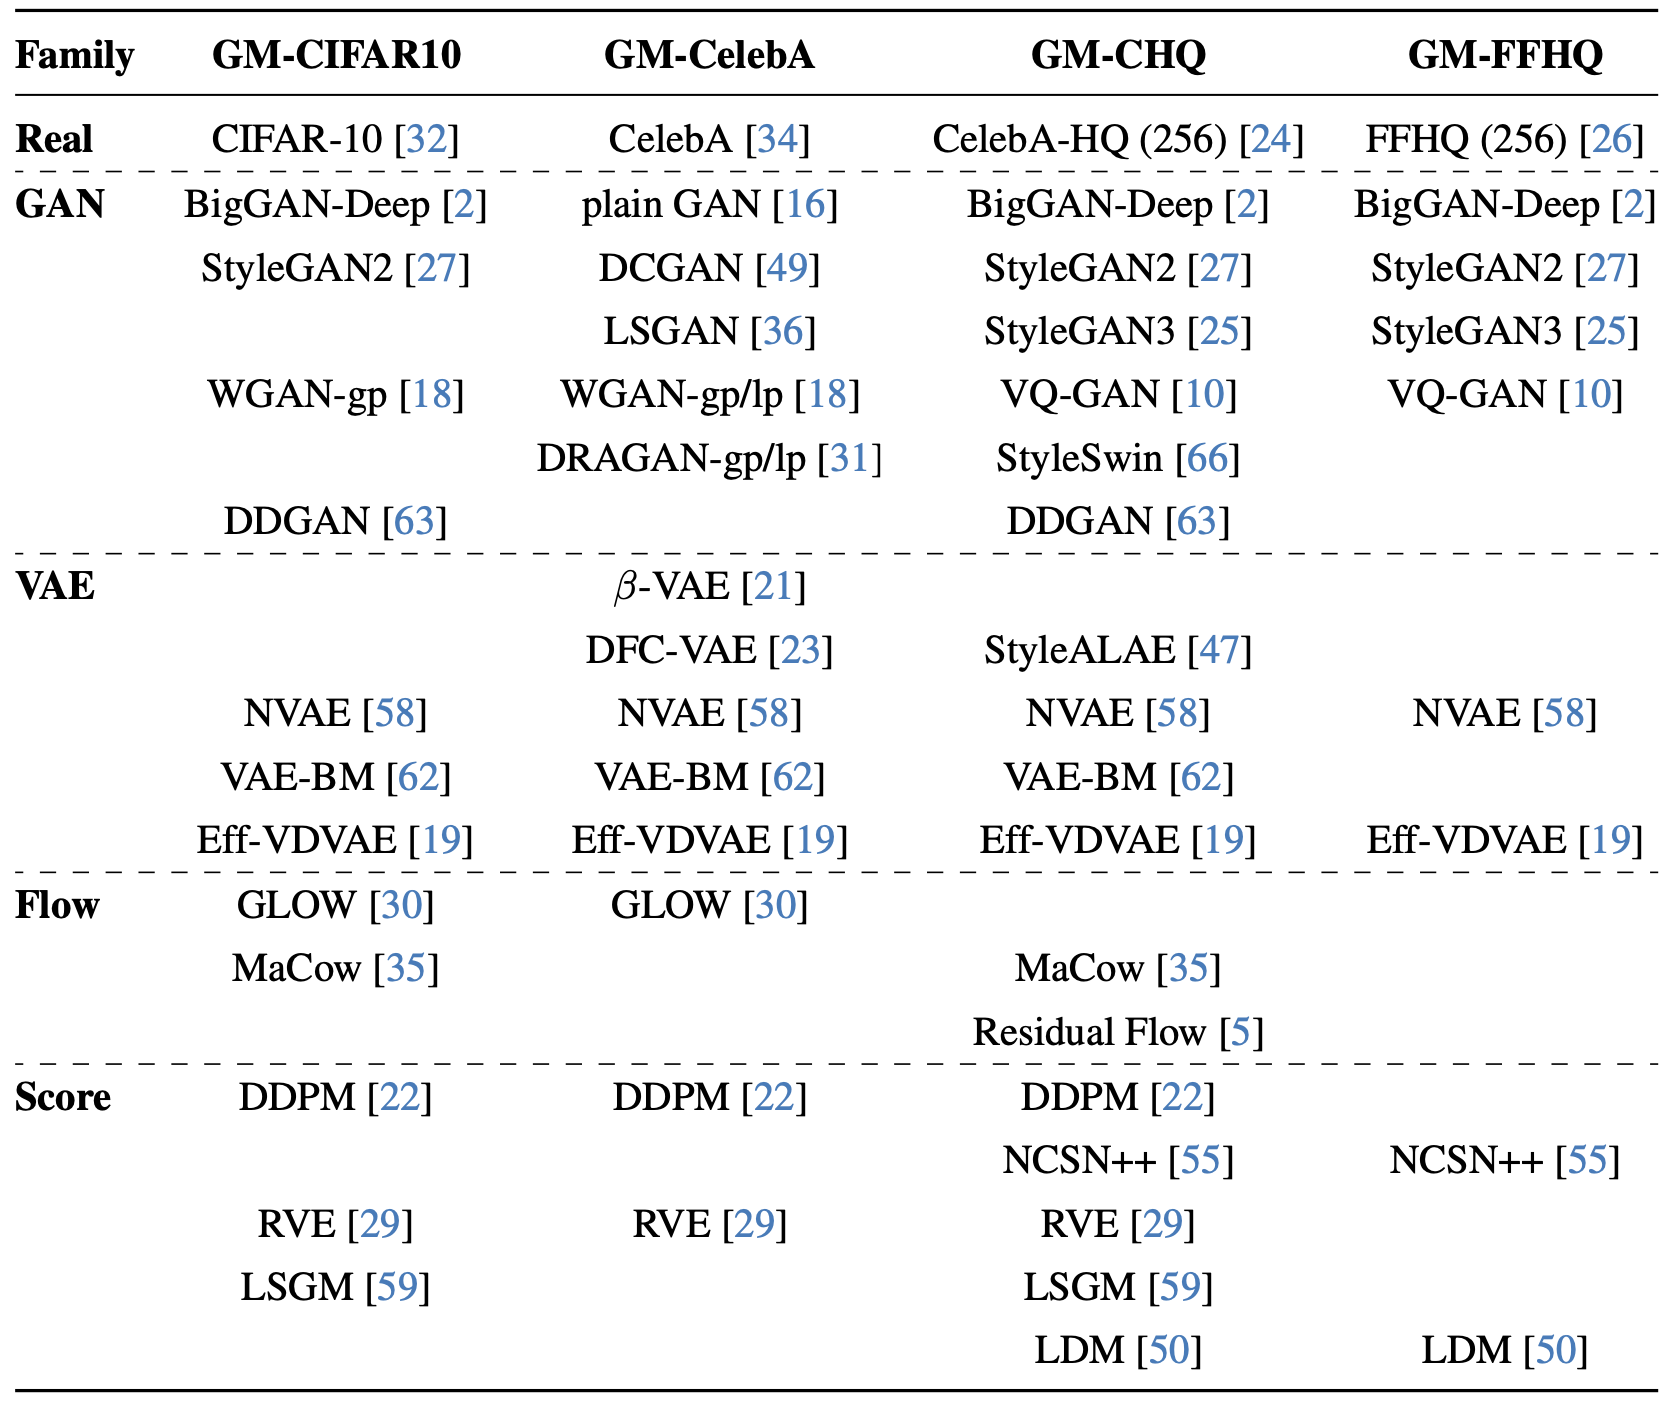 Family GM-CIFAR10 GM-CelebA GM-CHQ GM-FFHQ
Real CIFAR-10 [32] CelebA [34] CelebA-HQ (256) [24] FFHQ (256) [26]
GAN BigGAN-Deep [2] plain GAN [16] BigGAN-Deep [2] BigGAN-Deep [2]
StyleGAN2 [27] DCGAN [49] StyleGAN2 [27] StyleGAN2 [27]
LSGAN [36] StyleGAN3 [25] StyleGAN3 [25]
WGAN-gp [18] WGAN-gp/lp [18] VQ-GAN [10] VQ-GAN [10]
DRAGAN-gp/lp [31] StyleSwin [66]
DDGAN [63] DDGAN [63]
VAE β-VAE [21]
DFC-VAE [23] StyleALAE [47]
NVAE [58] NVAE [58] NVAE [58] NVAE [58]
VAE-BM [62] VAE-BM [62] VAE-BM [62]
Eff-VDVAE [19] Eff-VDVAE [19] Eff-VDVAE [19] Eff-VDVAE [19]
Flow GLOW [30] GLOW [30]
MaCow [35] MaCow [35]
Residual Flow [5]
Score DDPM [22] DDPM [22] DDPM [22]
NCSN++ [55] NCSN++ [55]
RVE [29] RVE [29] RVE [29]
LSGM [59] LSGM [59]
LDM [50] LDM [50]